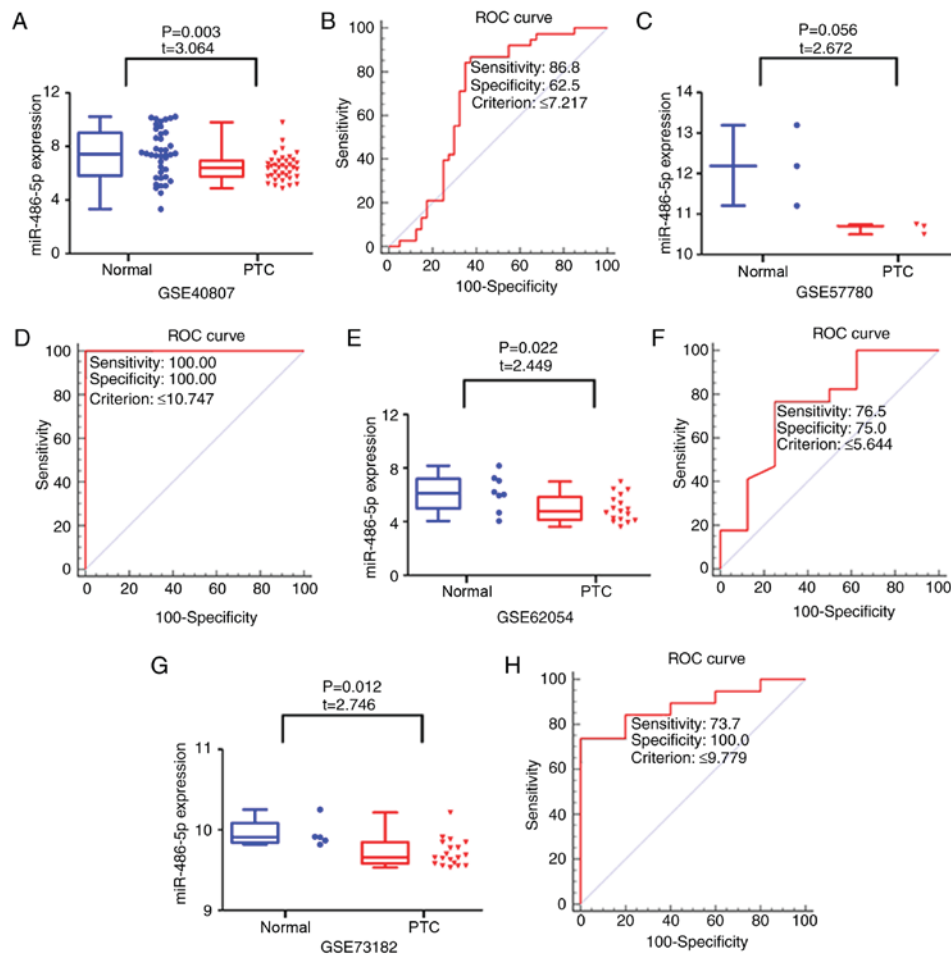 A
P=0.003
t=3.064
miR-486-5p expression
12
8
4
0
Normal
PTC
GSE40807
B
ROC curve
Sensitivity: 86.8
Specificity: 62.5
Criterion: ≤7.217
Sensitivity
100
80
60
40
20
0
0 20 40 60 80 100
100-Specificity
C
P=0.056
t=2.672
miR-486-5p expression
14
13
12
11
10
Normal
PTC
GSE57780
D
ROC curve
Sensitivity: 100.00
Specificity: 100.00
Criterion: ≤10.747
Sensitivity
100
80
60
40
20
0
0 20 40 60 80 100
100-Specificity
E
P=0.022
t=2.449
miR-486-5p expression
12
8
4
0
Normal
PTC
GSE62054
F
ROC curve
Sensitivity: 76.5
Specificity: 75.0
Criterion: ≤5.644
Sensitivity
100
80
60
40
20
0
0 20 40 60 80 100
100-Specificity
G
P=0.012
t=2.746
miR-486-5p expression
11
10
9
Normal
PTC
GSE73182
H
ROC curve
Sensitivity: 73.7
Specificity: 100.0
Criterion: ≤9.779
Sensitivity
100
80
60
40
20
0
0 20 40 60 80 100
100-Specificity